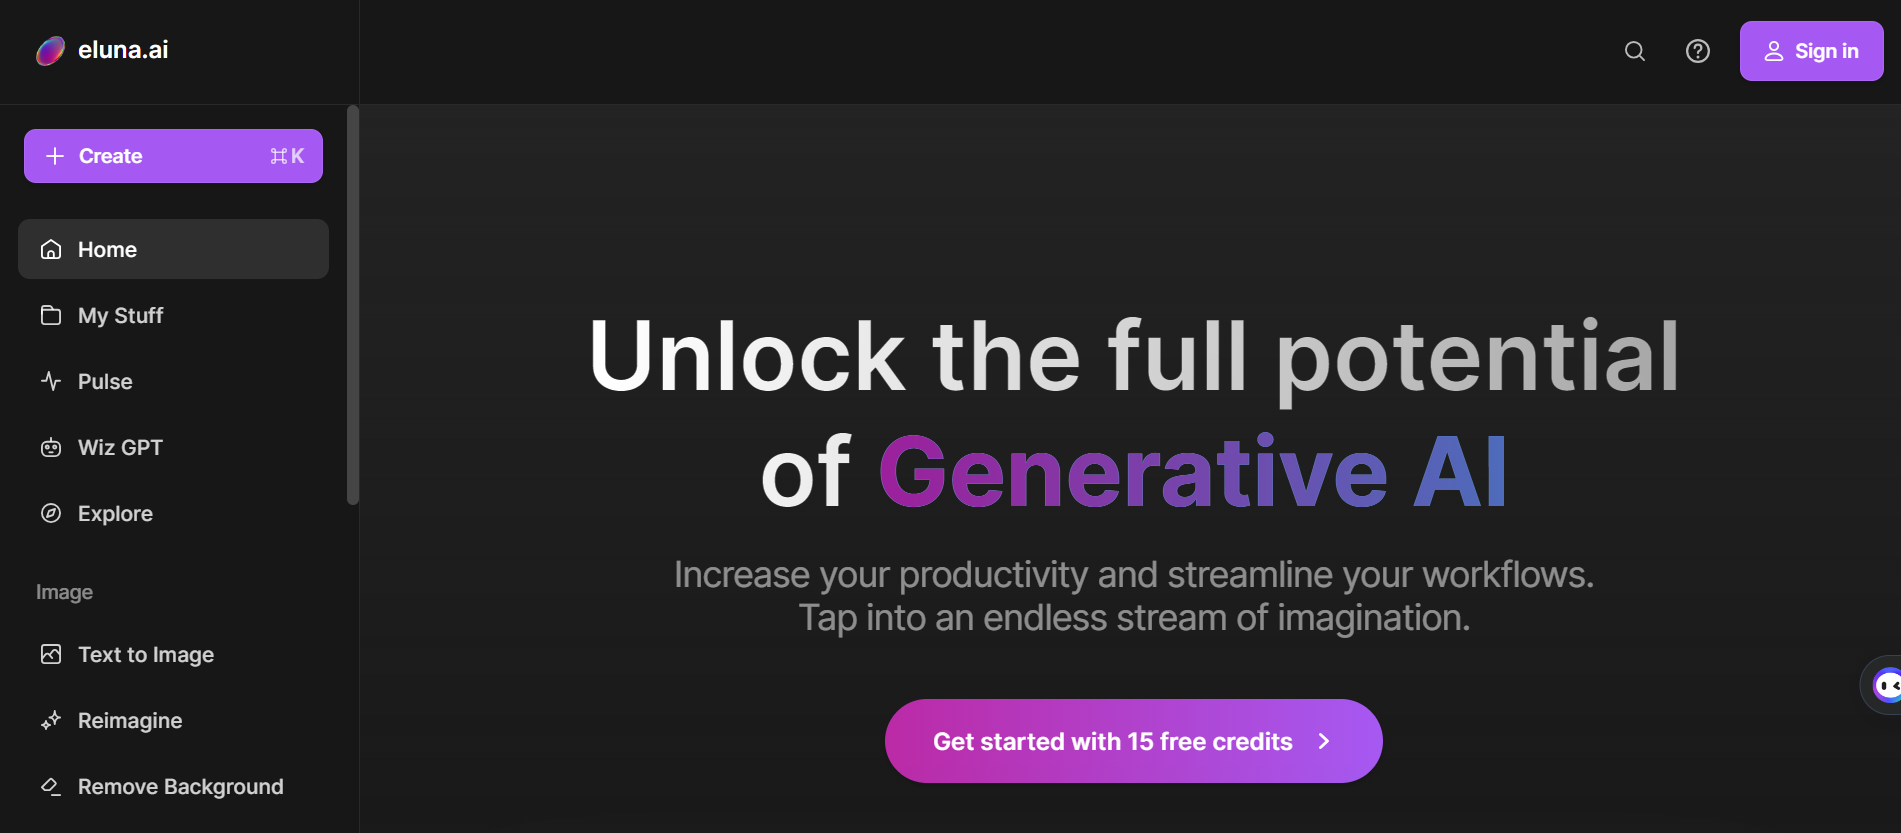 eluna.ai
Sign in
Create ⌘ K
Home
My Stuff
Pulse
Wiz GPT
Explore
Image
Text to Image
Reimagine
Remove Background
Unlock the full potential
of Generative AI
Increase your productivity and streamline your workflows.
Tap into an endless stream of imagination.
Get started with 15 free credits